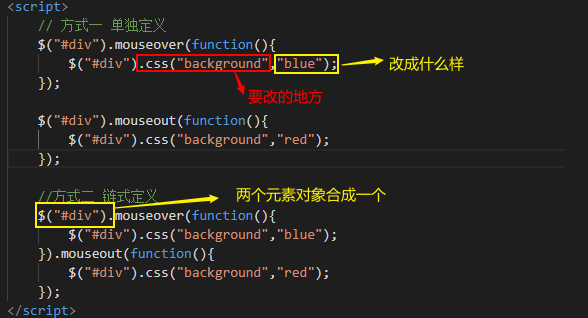 <script>
// 方式一 单独定义
$("#div").mouseover(function(){
$("#div").css("background","blue");
改成什么样
});
要改的地方
$("#div").mouseout(function(){
$("#div").css("background","red");
});
//方式二 链式定义
两个元素对象合成一个
$("#div").mouseover(function(){
$("#div").css("background","blue");
}).mouseout(function(){
$("#div").css("background","red");
});
</script>